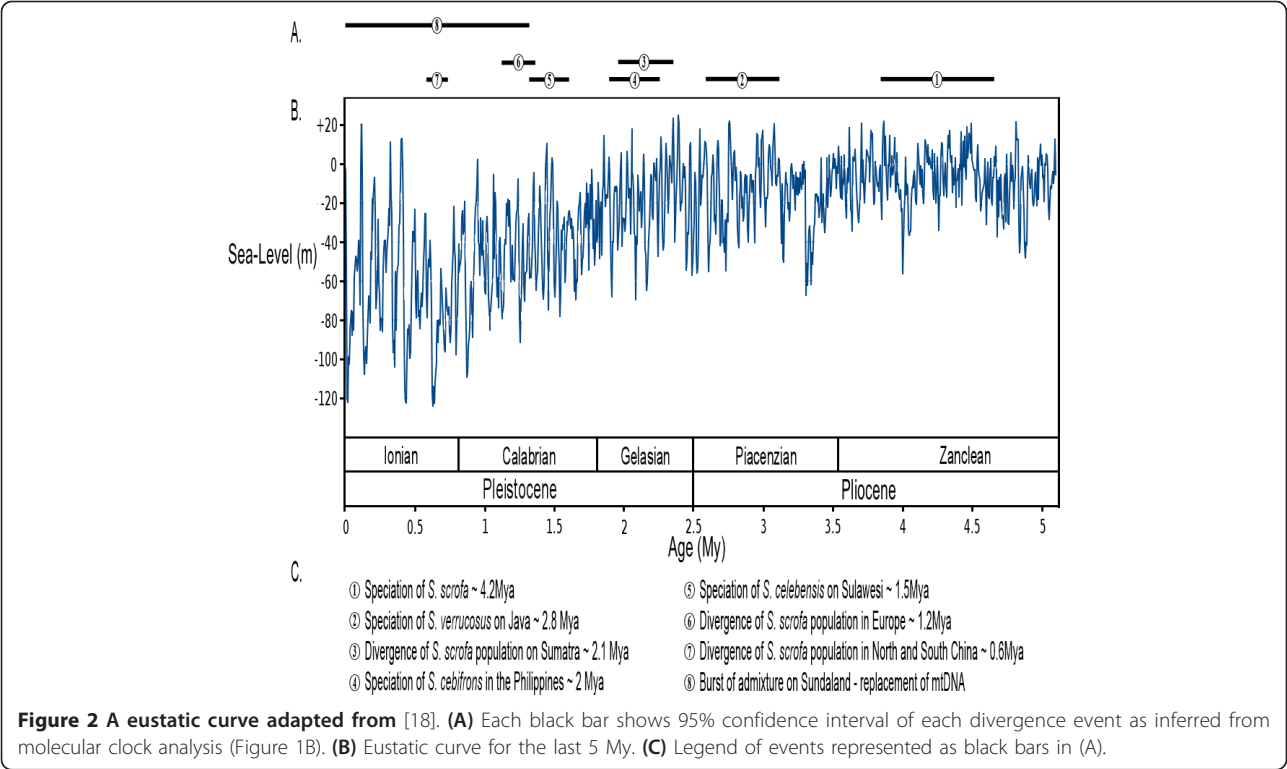 A.
⑧
⑥ ③
⑦ ⑤ ④ ② ①
B.
+20
0
-20
-40
Sea-Level (m)
-60
-80
-100
-120
Ionian Calabrian Gelasian Piacenzian Zanclean
Pleistocene Pliocene
0 0.5 1 1.5 2 2.5 3 3.5 4 4.5 5
Age (My)
C.
① Speciation of S. scrofa ~ 4.2Mya
② Speciation of S. verrucosus on Java ~ 2.8 Mya
③ Divergence of S. scrofa population on Sumatra ~ 2.1 Mya
④ Speciation of S. cebifrons in the Philippines ~ 2 Mya
⑤ Speciation of S. celebensis on Sulawesi ~ 1.5Mya
⑥ Divergence of S. scrofa population in Europe ~ 1.2Mya
⑦ Divergence of S. scrofa population in North and South China ~ 0.6Mya
⑧ Burst of admixture on Sundaland - replacement of mtDNA
Figure 2 A eustatic curve adapted from [18]. (A) Each black bar shows 95% confidence interval of each divergence event as inferred from
molecular clock analysis (Figure 1B). (B) Eustatic curve for the last 5 My. (C) Legend of events represented as black bars in (A).